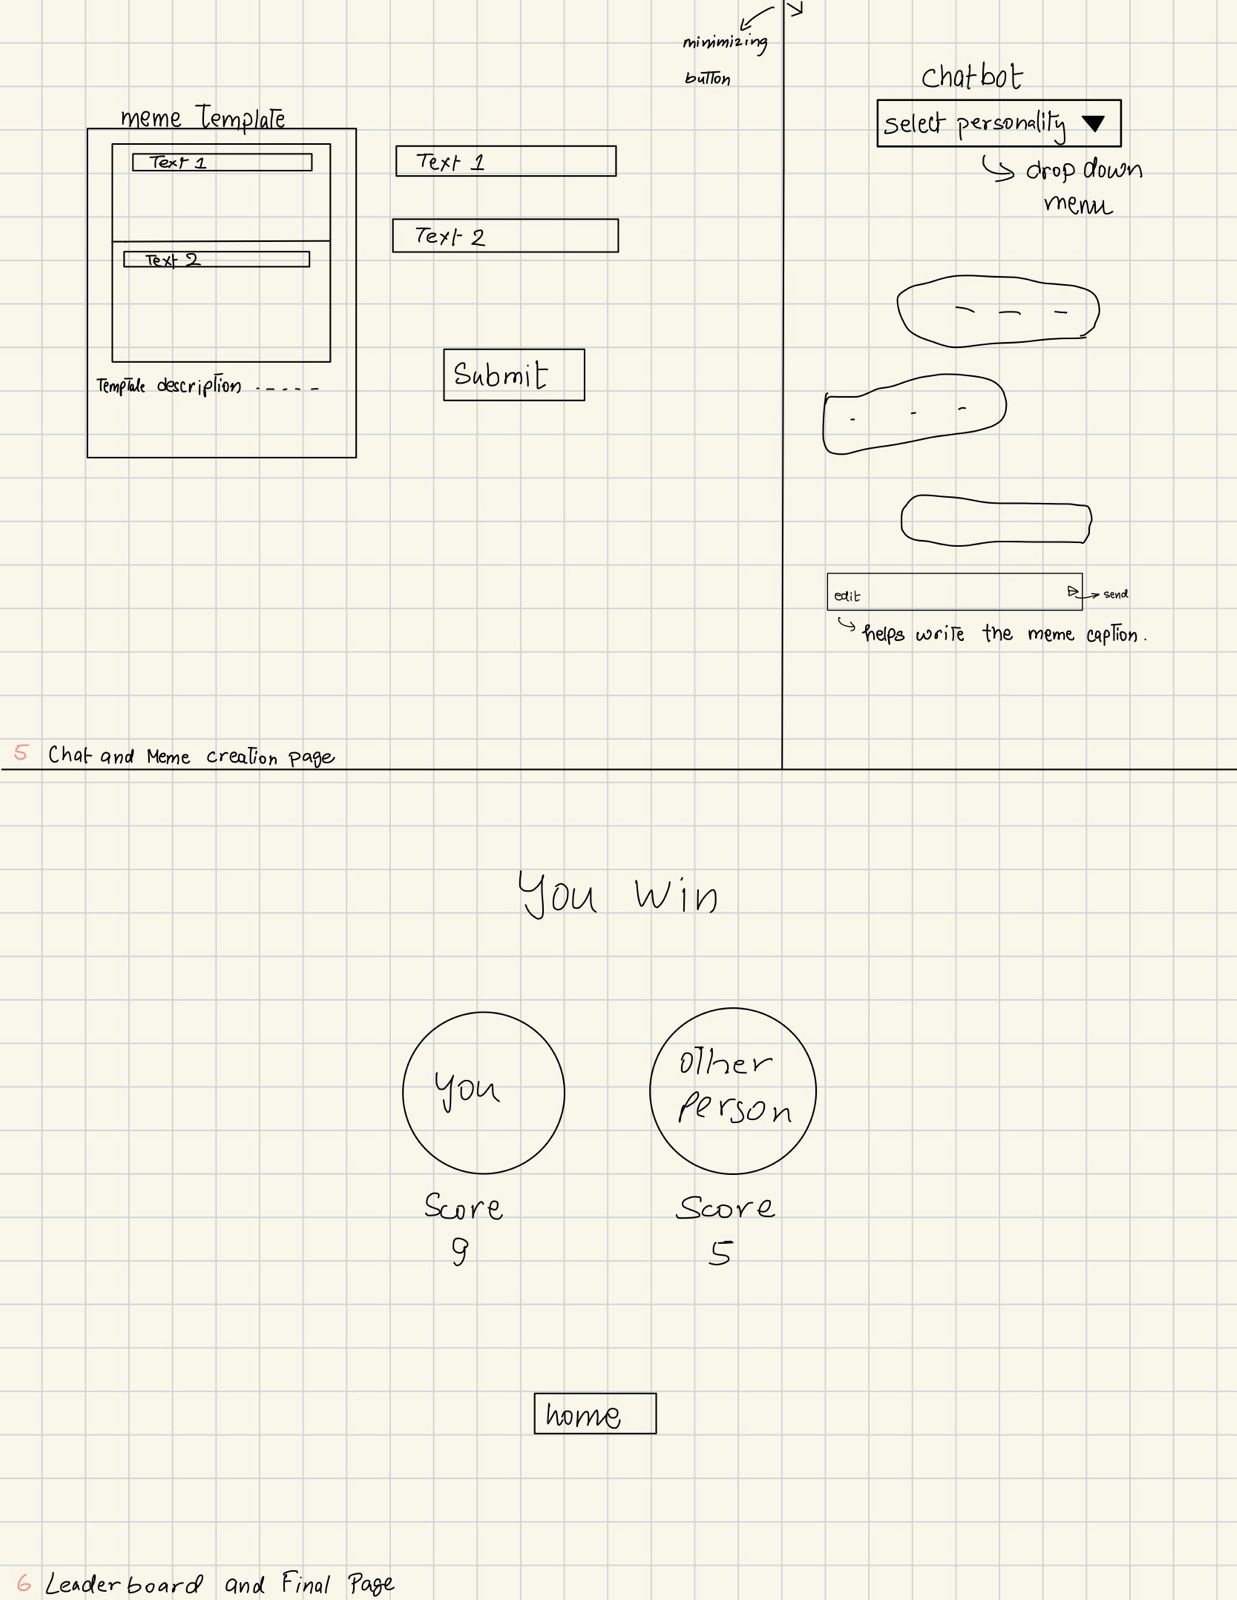 minimizing
button
meme Template
Text 1
Text 2
Template description
Text 1
Text 2
Submit
Chatbot
Select personality
drop down
menu
edit
send
helps write the meme caption.
5 Chat and Meme creation page
You Win
You
other
person
Score
9
Score
5
home
6 Leaderboard and Final Page